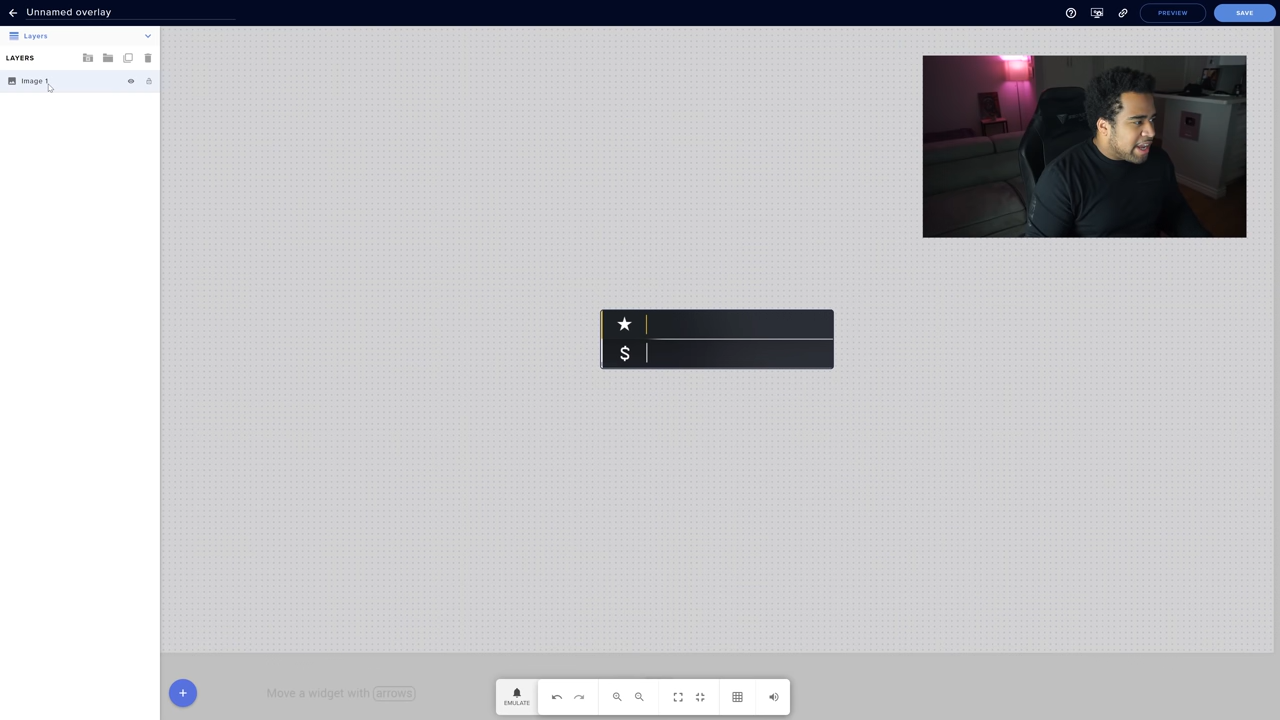 Unnamed overlay
PREVIEW
SAVE
Layers
LAYERS
Image 1
$
Move a widget with arrows
EMULATE